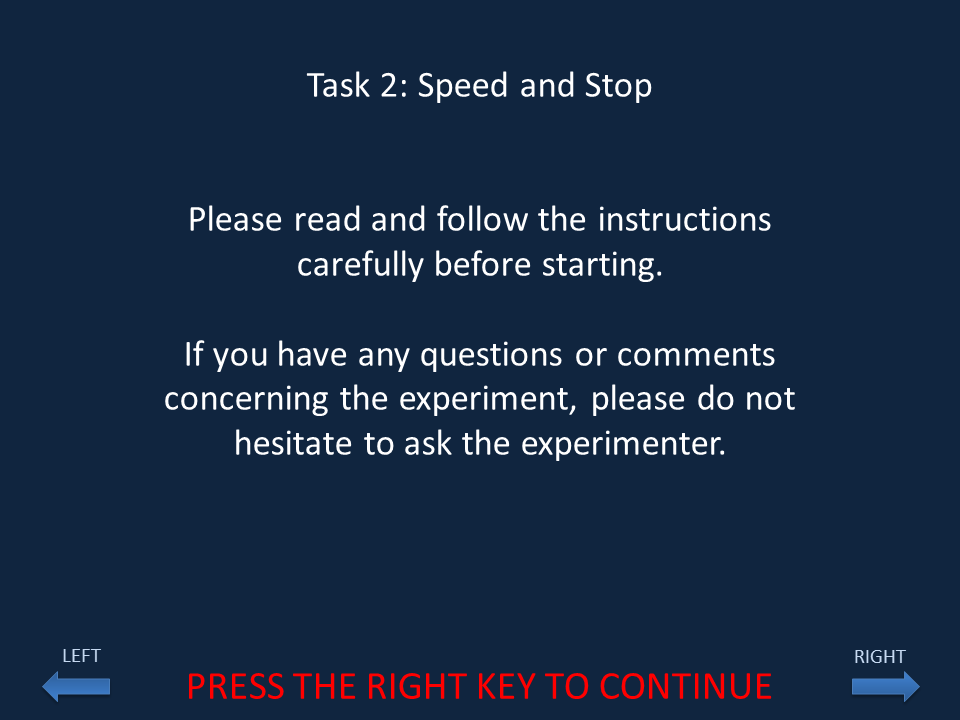 Task 2: Speed and Stop
Please read and follow the instructions
carefully before starting.
If you have any questions or comments
concerning the experiment, please do not
hesitate to ask the experimenter.
LEFT
RIGHT
PRESS THE RIGHT KEY TO CONTINUE